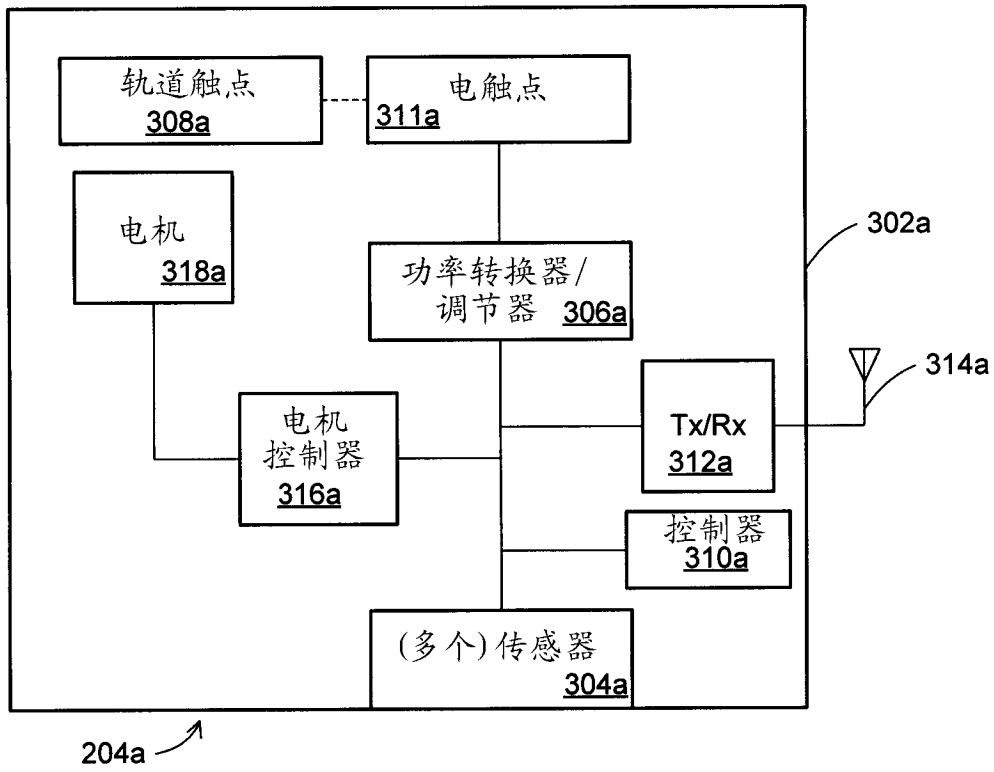 轨道触点
308a
电触点
311a
电机
318a
302a
功率转换器/
调节器 306a
314a
电机
控制器
316a
Tx/Rx
312a
控制器
310a
(多个)传感器
304a
204a